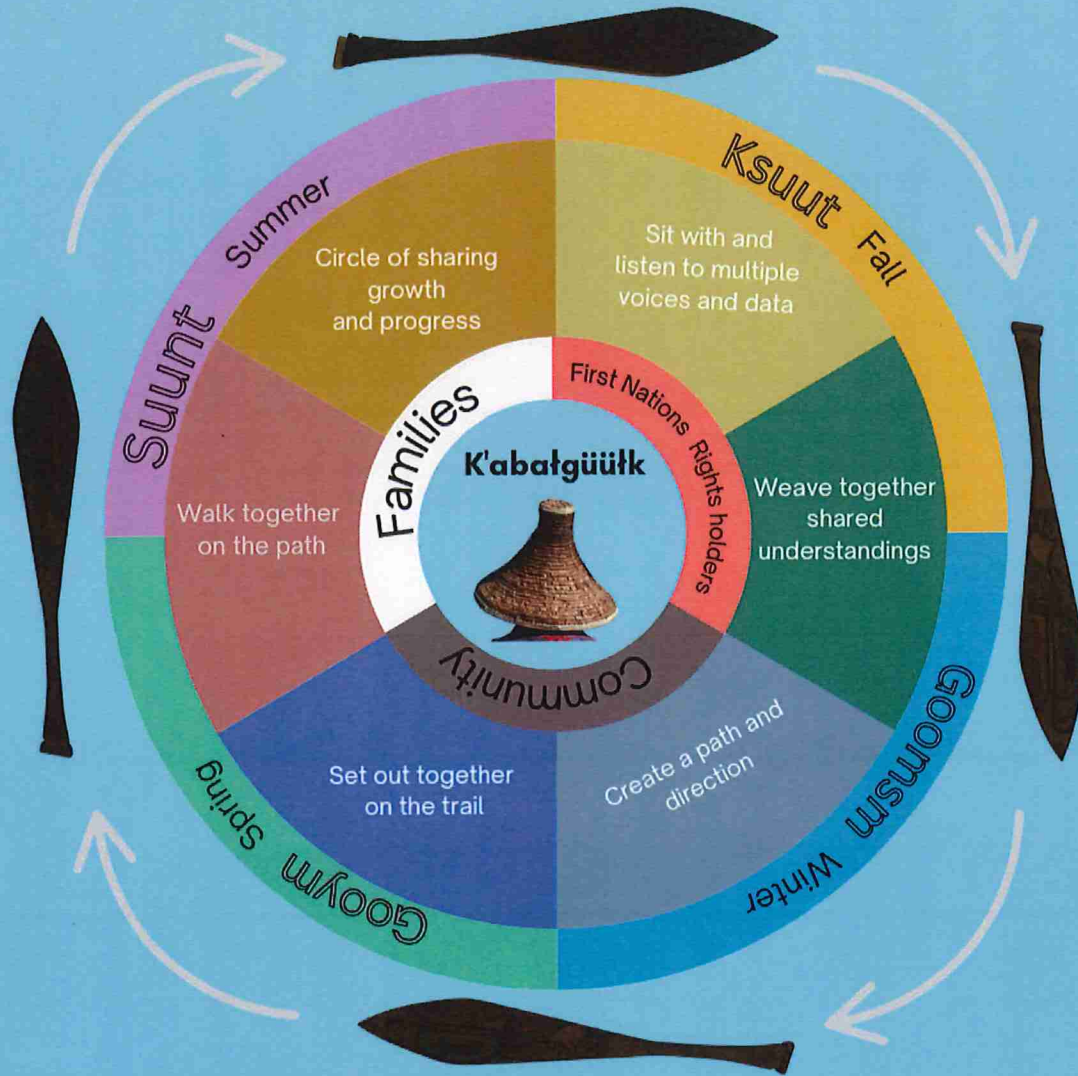 Ksuut Fall
Goomsm Winter
Gooym Spring
Suunt Summer
Sit with and
listen to multiple
voices and data
Weave together
shared
understandings
Create a path and
direction
Set out together
on the trail
Walk together
on the path
Circle of sharing
growth
and progress
First Nations Rights holders
Community
Families
K'abałgüüłk